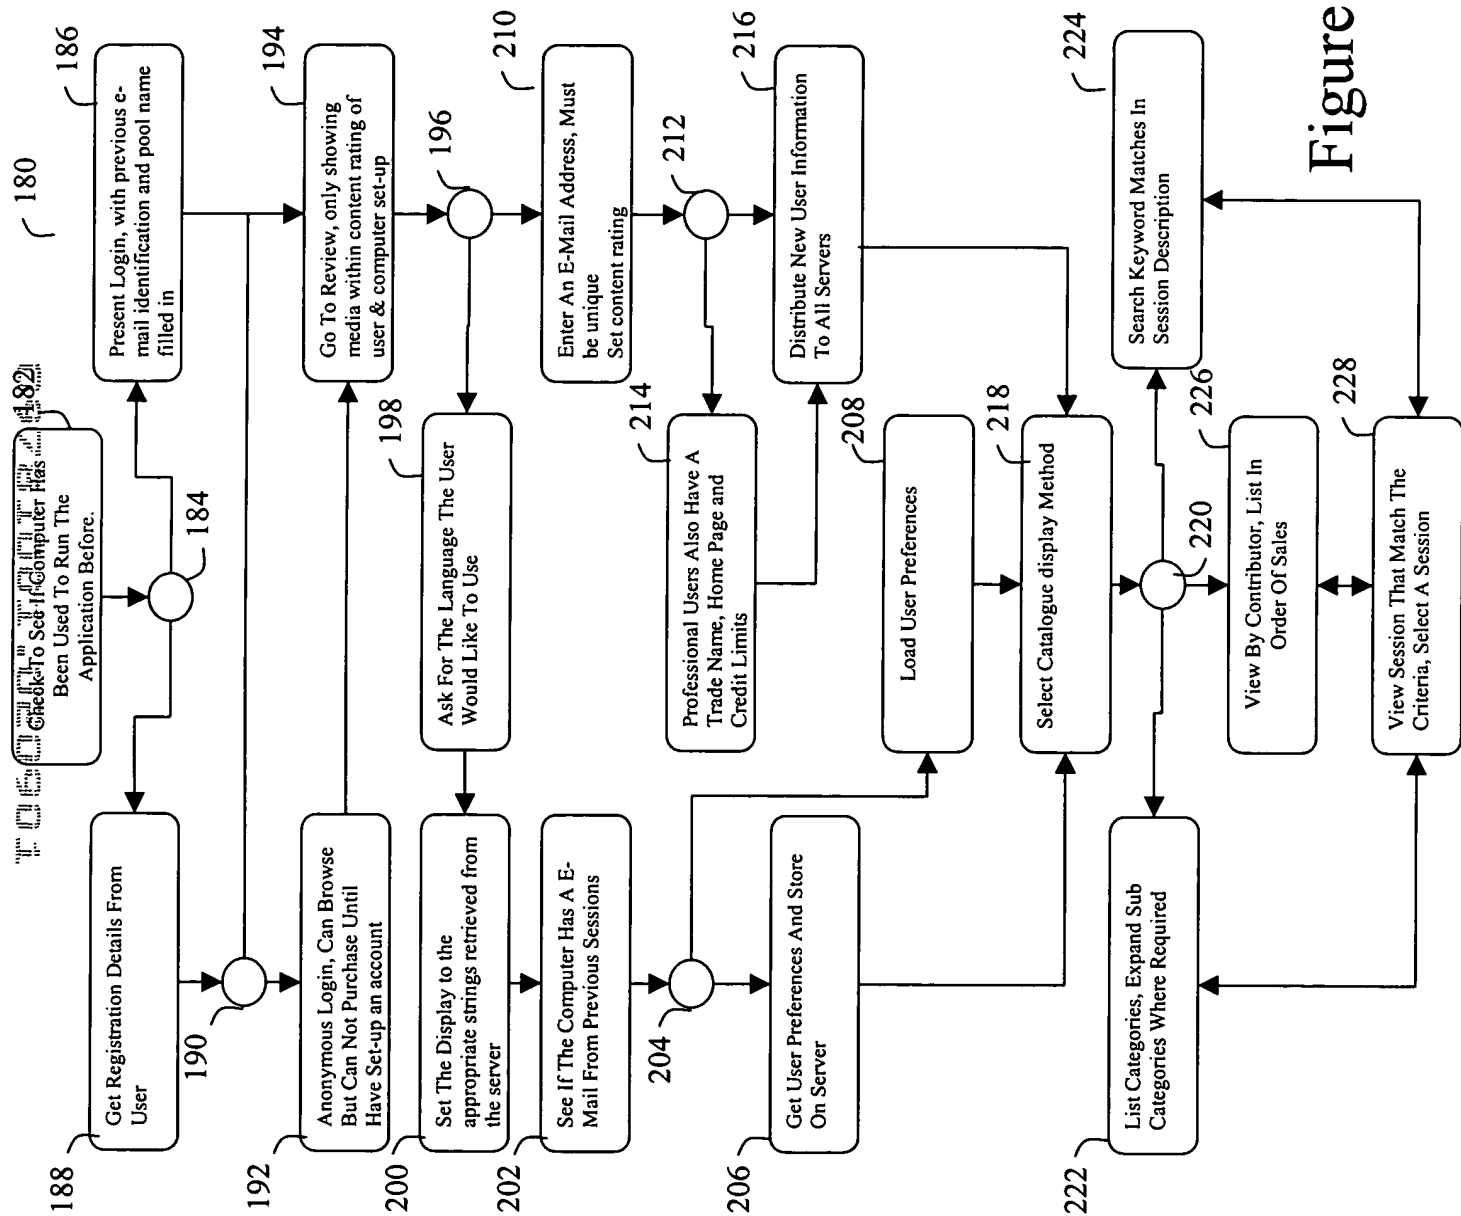 180
182
Check To See If Computer Has
Been Used To Run The
Application Before.
184
186
Present Login, with previous e-
mail identification and pool name
filled in
188
Get Registration Details From
User
190
192
Anonymous Login, Can Browse
But Can Not Purchase Until
Have Set-up an account
194
Go To Review, only showing
media within content rating of
user & computer set-up
196
198
Ask For The Language The User
Would Like To Use
200
Set The Display to the
appropriate strings retrieved from
the server
202
See If The Computer Has A E-
Mail From Previous Sessions
204
206
Get User Preferences And Store
On Server
208
Load User Preferences
210
Enter An E-Mail Address, Must
be unique
Set content rating
212
214
Professional Users Also Have A
Trade Name, Home Page and
Credit Limits
216
Distribute New User Information
To All Servers
218
Select Catalogue display Method
220
222
List Categories, Expand Sub
Categories Where Required
224
Search Keyword Matches In
Session Description
226
View By Contributor, List In
Order Of Sales
228
View Session That Match The
Criteria, Select A Session
Figure